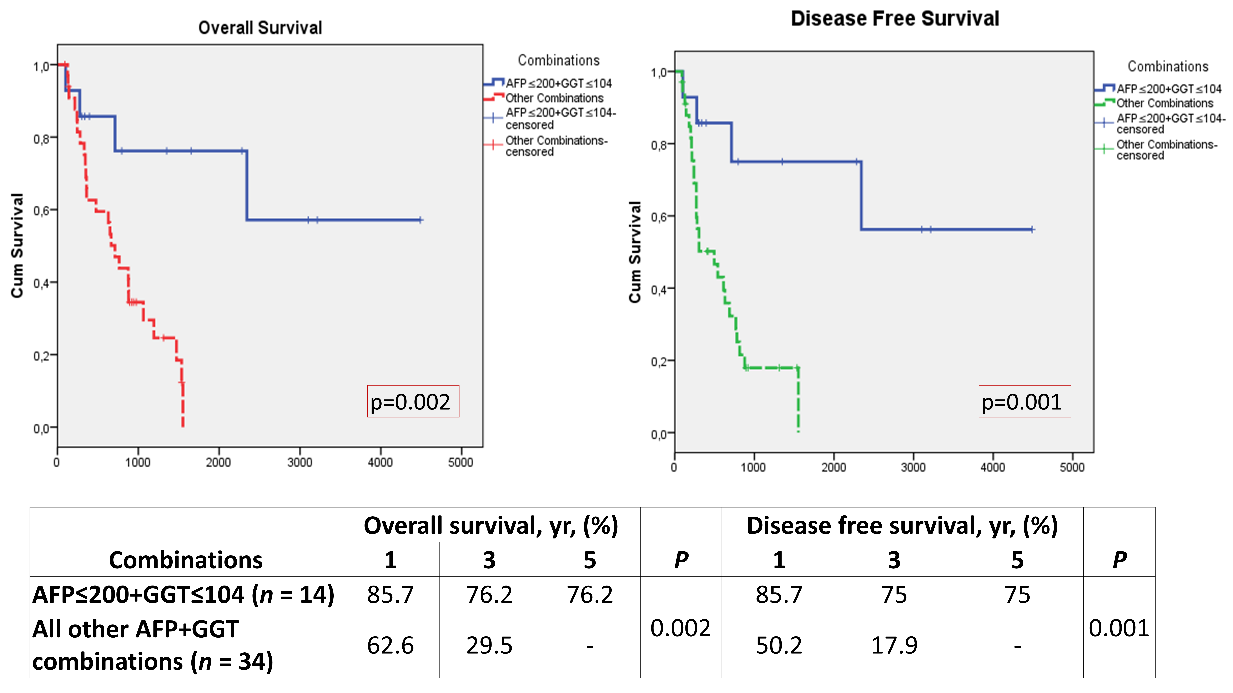 Overall Survival
Cum Survival
1,0
0,8
0,6
0,4
0,2
0,0
0 1000 2000 3000 4000 5000
p=0.002
Combinations
AFP ≤200+GGT ≤104
Other Combinations
AFP ≤200+GGT ≤104-
censored
Other Combinations-
censored
Disease Free Survival
Cum Survival
1,0
0,8
0,6
0,4
0,2
0,0
0 1000 2000 3000 4000 5000
p=0.001
Combinations
AFP ≤200+GGT ≤104
Other Combinations
AFP ≤200+GGT ≤104-
censored
Other Combinations-
censored
Overall survival, yr, (%) Disease free survival, yr, (%)
Combinations 1 3 5 P 1 3 5 P
AFP≤200+GGT≤104 (n = 14) 85.7 76.2 76.2 0.002 85.7 75 75 0.001
All other AFP+GGT
combinations (n = 34) 62.6 29.5 - 50.2 17.9 -